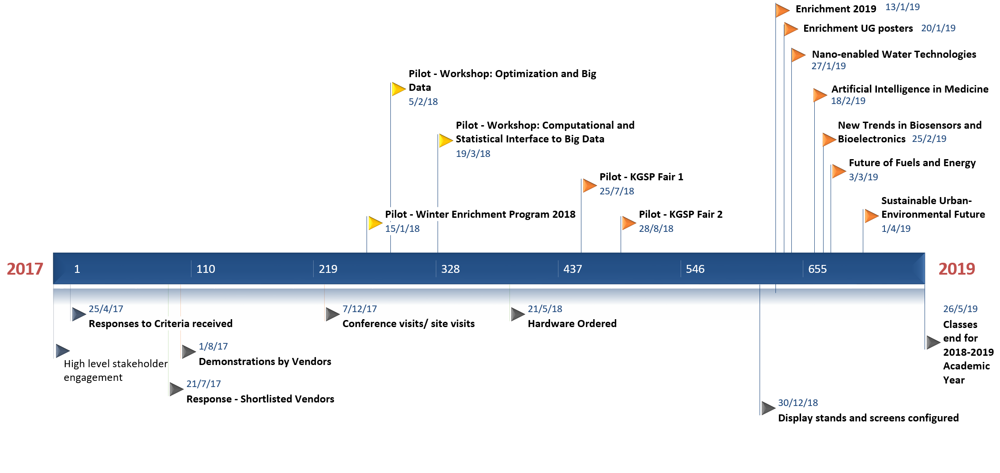 Enrichment 2019 13/1/19
Enrichment UG posters 20/1/19
Nano-enabled Water Technologies
27/1/19
Pilot - Workshop: Optimization and Big
Data
5/2/18
Artificial Intelligence in Medicine
18/2/19
Pilot - Workshop: Computational and
Statistical Interface to Big Data
19/3/18
New Trends in Biosensors and
Bioelectronics 25/2/19
Future of Fuels and Energy
3/3/19
Pilot - KGSP Fair 1
25/7/18
Sustainable Urban-
Environmental Future
1/4/19
Pilot - Winter Enrichment Program 2018
15/1/18
Pilot - KGSP Fair 2
28/8/18
2017 1 110 219 328 437 546 655 2019
25/4/17
Responses to Criteria received
7/12/17
Conference visits/ site visits
21/5/18
Hardware Ordered
26/5/19
Classes
end for
2018-2019
Academic
Year
1/8/17
Demonstrations by Vendors
High level stakeholder
engagement
21/7/17
Response - Shortlisted Vendors
30/12/18
Display stands and screens configured